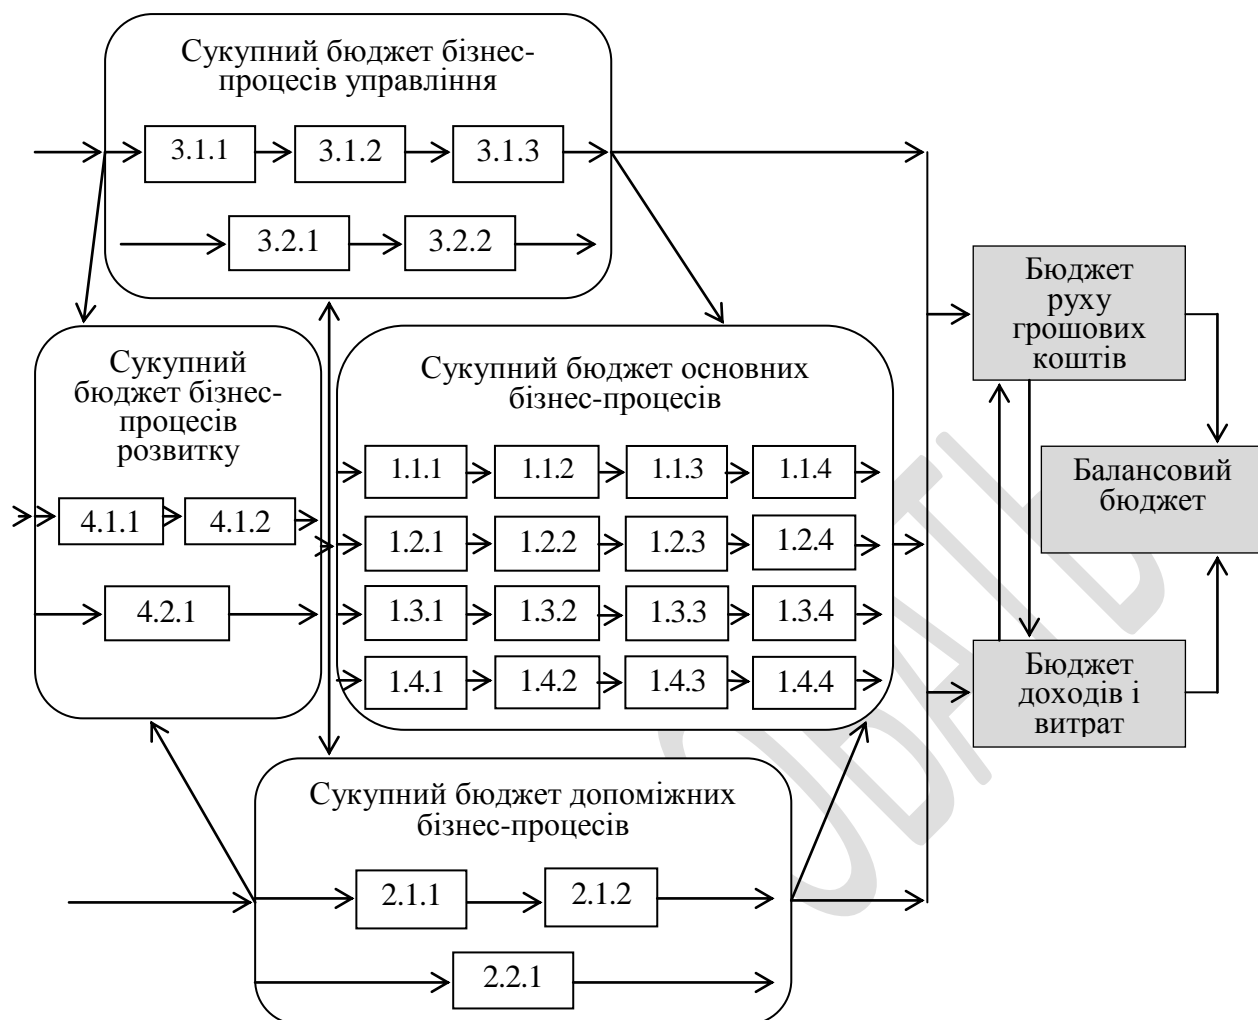 Сукупний бюджет бізнес-
процесів управління
3.1.1 3.1.2 3.1.3
3.2.1 3.2.2
Сукупний
бюджет бізнес-
процесів
розвитку
4.1.1 4.1.2
4.2.1
Сукупний бюджет основних
бізнес-процесів
1.1.1 1.1.2 1.1.3 1.1.4
1.2.1 1.2.2 1.2.3 1.2.4
1.3.1 1.3.2 1.3.3 1.3.4
1.4.1 1.4.2 1.4.3 1.4.4
Сукупний бюджет допоміжних
бізнес-процесів
2.1.1 2.1.2
2.2.1
Бюджет
руху
грошових
коштів
Балансовий
бюджет
Бюджет
доходів і
витрат